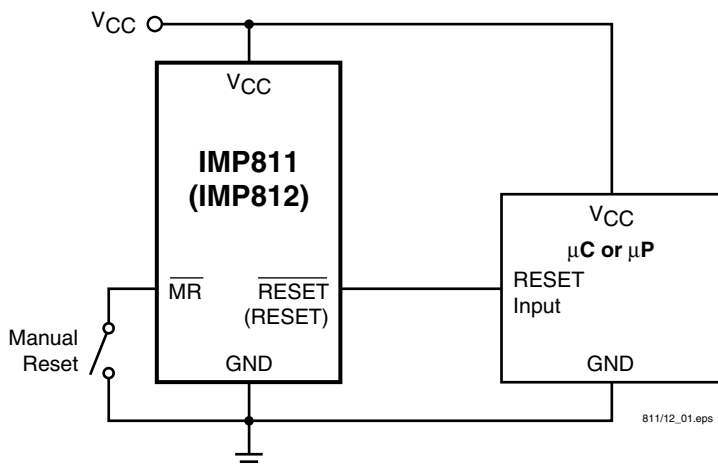 VCC
VCC
IMP811
(IMP812)
VCC
μC or μP
MR
RESET
(RESET)
RESET
Input
Manual
Reset
GND
GND
811/12_01.eps